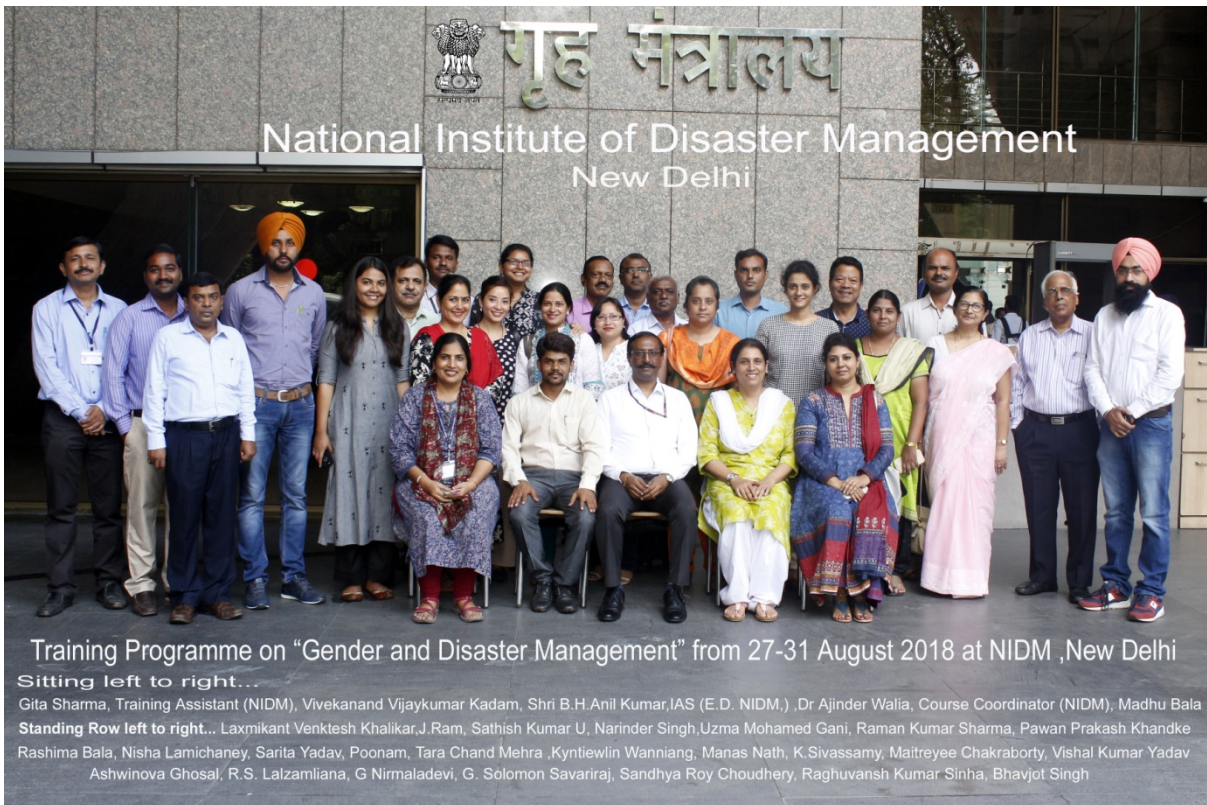 गृह मंत्रालय
National Institute of Disaster Management
New Delhi
Training Programme on “Gender and Disaster Management” from 27-31 August 2018 at NIDM ,New Delhi
Sitting left to right...
Gita Sharma, Training Assistant (NIDM), Vivekanand Vijaykumar Kadam, Shri B.H.Anil Kumar,IAS (E.D. NIDM,) ,Dr Ajinder Walia, Course Coordinator (NIDM), Madhu Bala
Standing Row left to right... Laxmikant Venktesh Khalikar,J.Ram, Sathish Kumar U, Narinder Singh,Uzma Mohamed Gani, Raman Kumar Sharma, Pawan Prakash Khandke
Rashima Bala, Nisha Lamichaney, Sarita Yadav, Poonam, Tara Chand Mehra ,Kyntiewlin Wanniang, Manas Nath, K.Sivassamy, Maitreyee Chakraborty, Vishal Kumar Yadav
Ashwinova Ghosal, R.S. Lalzamliana, G Nirmaladevi, G. Solomon Savariraj, Sandhya Roy Choudhery, Raghuvansh Kumar Sinha, Bhavjot Singh